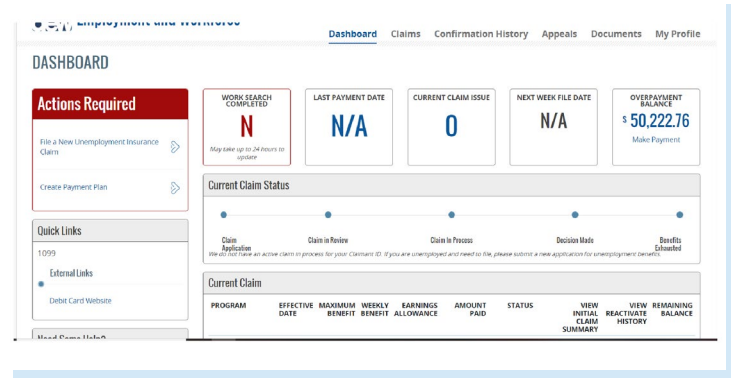 Employment and Workforce
Dashboard Claims Confirmation History Appeals Documents My Profile
DASHBOARD
Actions Required
File a New Unemployment Insurance
Claim
Create Payment Plan
Quick Links
1099
External Links
Debit Card Website
Need Some Help?
WORK SEARCH
COMPLETED
N
May take up to 24 hours to
update
LAST PAYMENT DATE
N/A
CURRENT CLAIM ISSUE
0
NEXT WEEK FILE DATE
N/A
OVERPAYMENT
BALANCE
$ 50,222.76
Make Payment
Current Claim Status
Claim
Application
Claim in Review
Claim In Process
Decision Made
Benefits
Exhausted
We do not have an active claim in process for your Claimant ID. If you are unemployed and need to file, please submit a new application for unemployment benefits.
Current Claim
PROGRAM EFFECTIVE MAXIMUM WEEKLY EARNINGS AMOUNT STATUS VIEW VIEW REMAINING
DATE BENEFIT BENEFIT ALLOWANCE PAID INITIAL REACTIVATE BALANCE
CLAIM HISTORY
SUMMARY